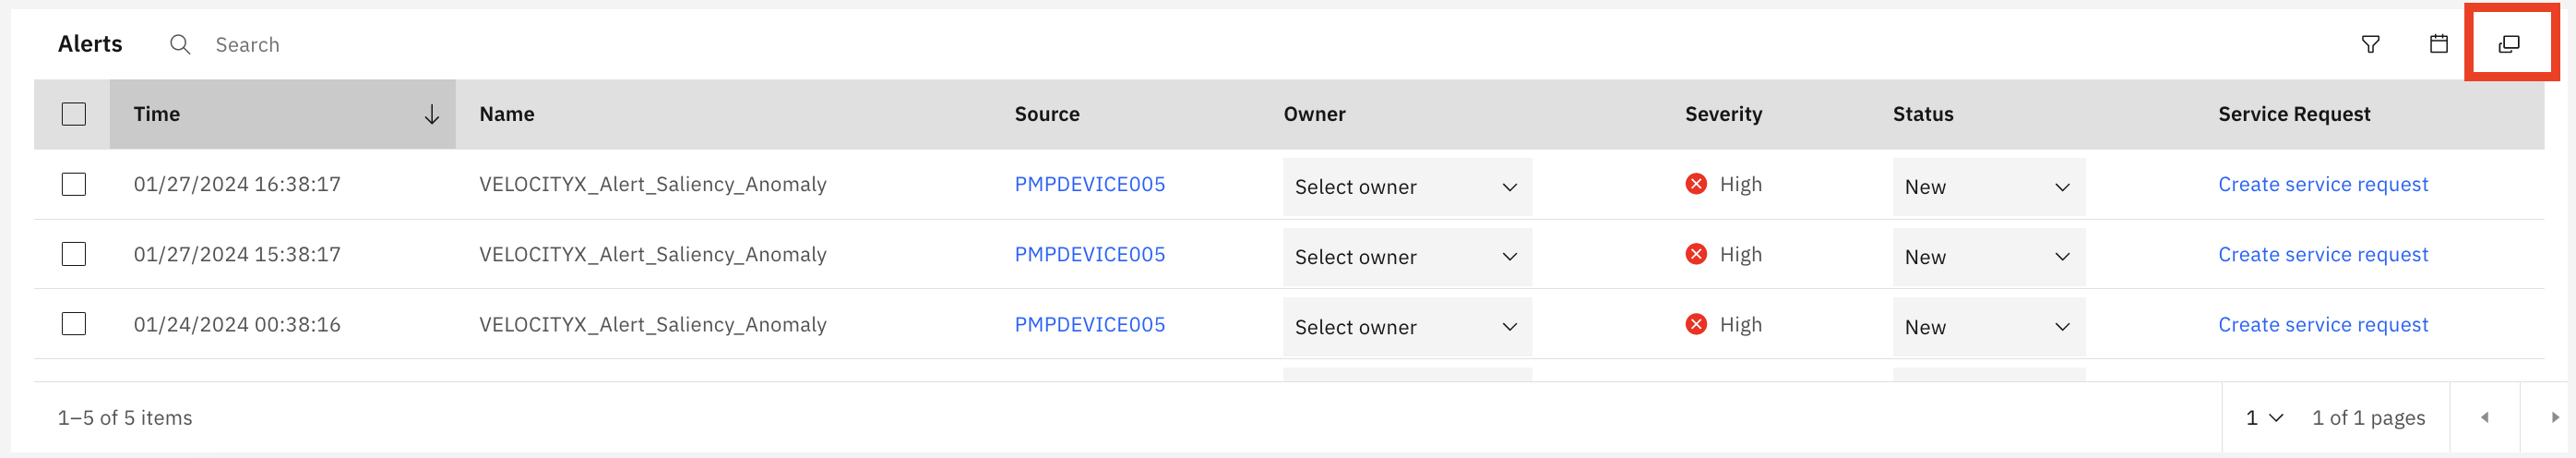 Alerts Search
Time Name Source Owner Severity Status Service Request
01/27/2024 16:38:17 VELOCITYX_Alert_Saliency_Anomaly PMPDEVICE005 Select owner High New Create service request
01/27/2024 15:38:17 VELOCITYX_Alert_Saliency_Anomaly PMPDEVICE005 Select owner High New Create service request
01/24/2024 00:38:16 VELOCITYX_Alert_Saliency_Anomaly PMPDEVICE005 Select owner High New Create service request
1–5 of 5 items 1 1 of 1 pages